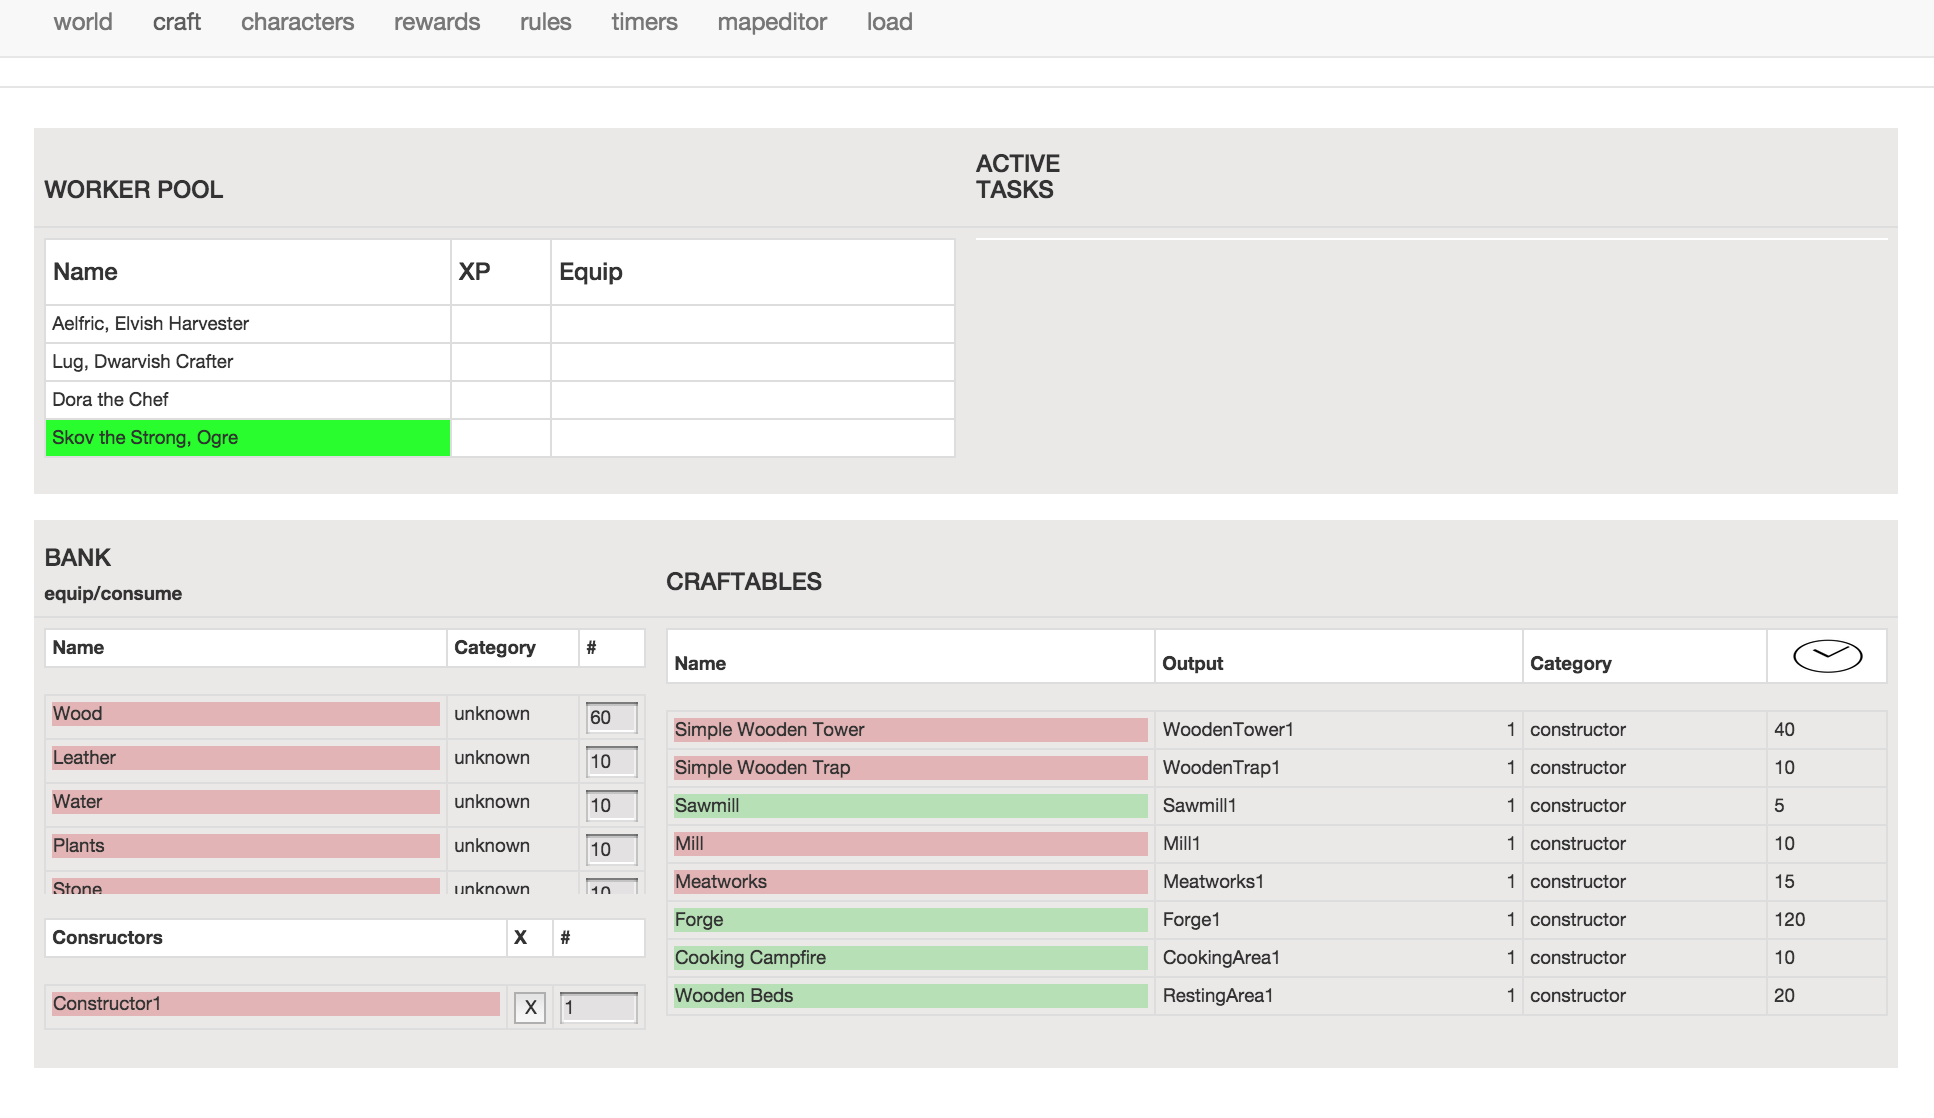 world craft characters rewards rules timers mapeditor load
WORKER POOL
Name XP Equip
Aelfric, Elvish Harvester
Lug, Dwarvish Crafter
Dora the Chef
Skov the Strong, Ogre
ACTIVE
TASKS
BANK
equip/consume
Name Category #
Wood unknown 60
Leather unknown 10
Water unknown 10
Plants unknown 10
Stone unknown 10
Consructors X #
Constructor1 X 1
CRAFTABLES
Name Output Category
Simple Wooden Tower WoodenTower1 1 constructor 40
Simple Wooden Trap WoodenTrap1 1 constructor 10
Sawmill Sawmill1 1 constructor 5
Mill Mill1 1 constructor 10
Meatworks Meatworks1 1 constructor 15
Forge Forge1 1 constructor 120
Cooking Campfire CookingArea1 1 constructor 10
Wooden Beds RestingArea1 1 constructor 20